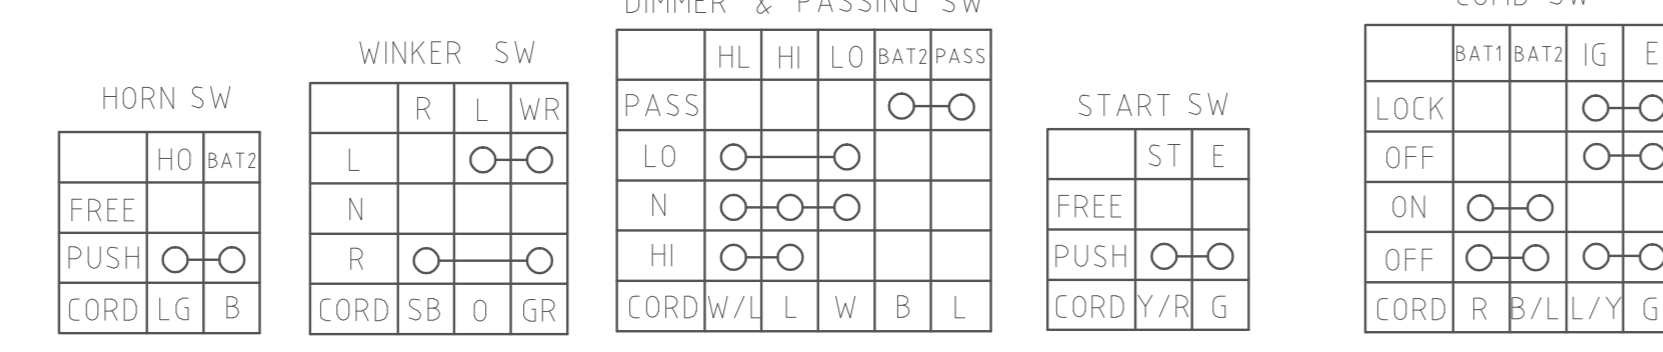 DIMMER & PASSING SW
COMB SW
WINKER SW
HORN SW
START SW
HO BAT2
FREE
PUSH
CORD LG B
R L WR
L
N
R
CORD SB O GR
HL HI LO BAT2 PASS
PASS
LO
N
HI
CORD W/L L W B L
ST E
FREE
PUSH
CORD Y/R G
BAT1 BAT2 IG E
LOCK
OFF
ON
OFF
CORD R B/L L/Y G